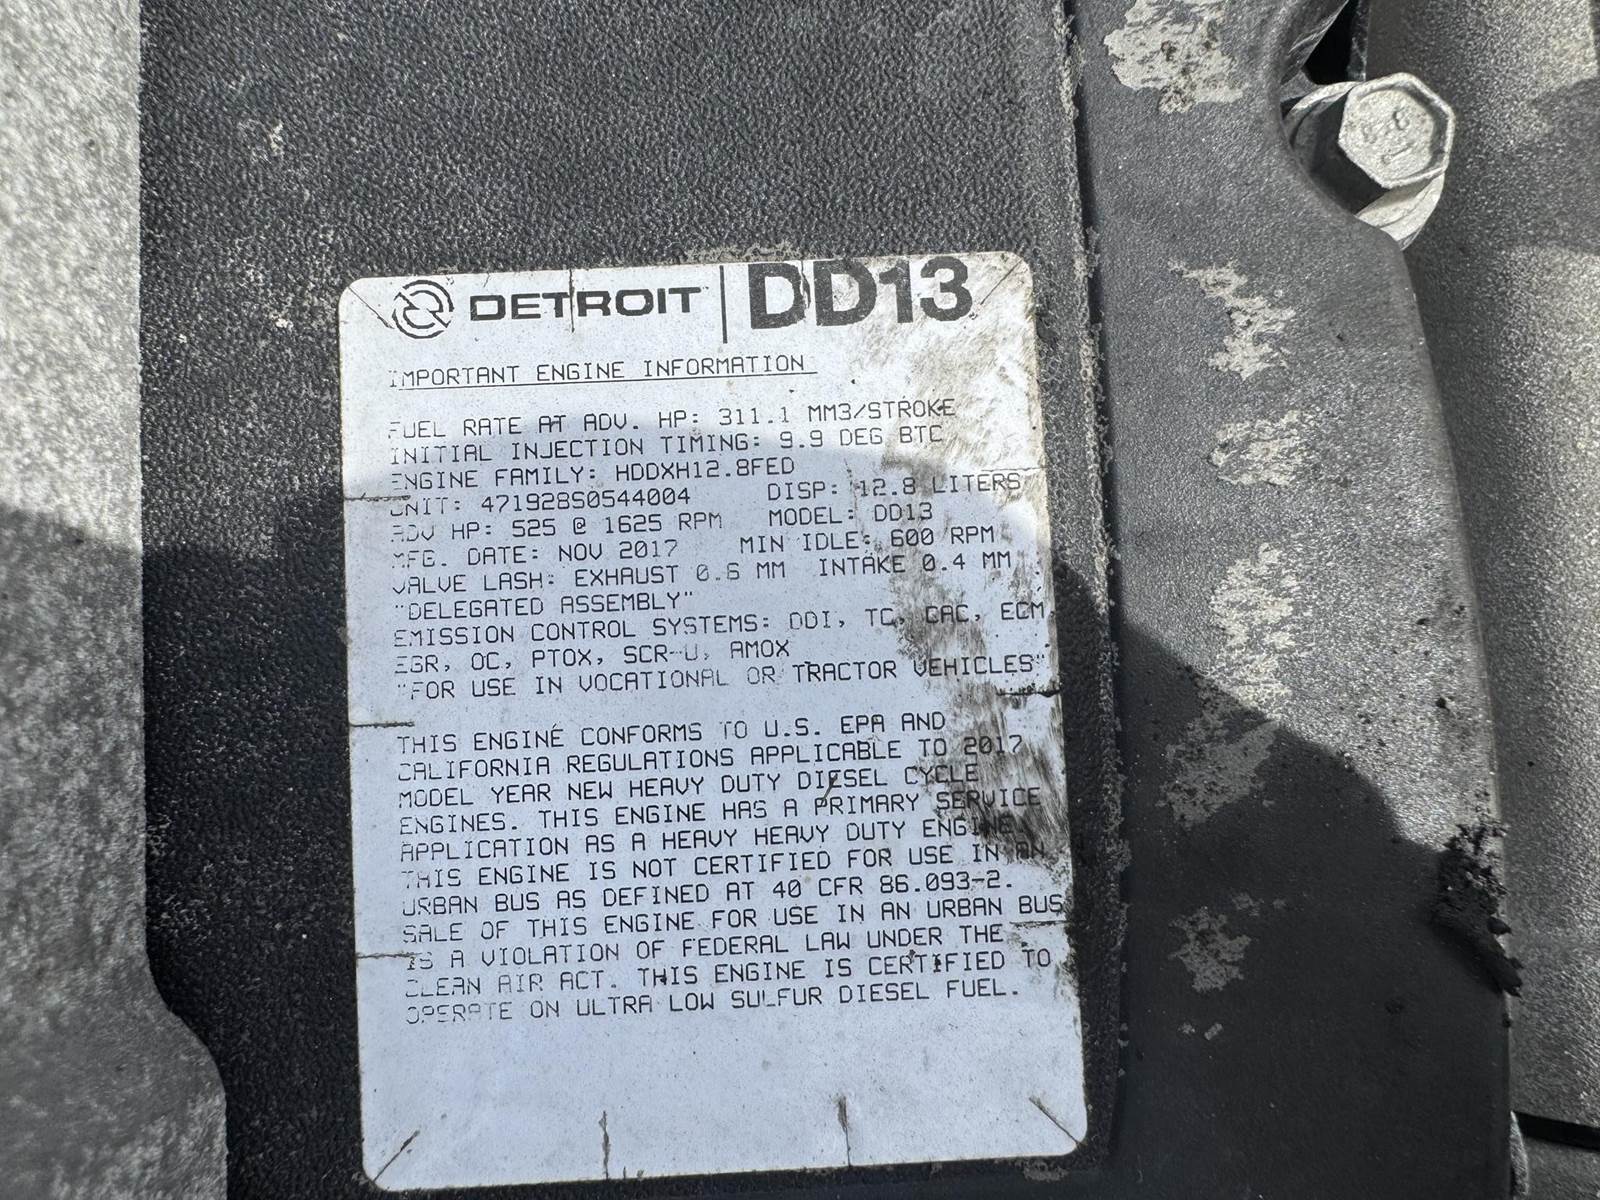 DETROIT | DD13
IMPORTANT ENGINE INFORMATION
FUEL RATE AT ADV. HP: 311.1 MM3/STROKE
INITIAL INJECTION TIMING: 9.9 DEG BTC
ENGINE FAMILY: HDDXH12.8FED
UNIT: 471928S0544004 DISP: 12.8 LITERS
ADV HP: 525 @ 1625 RPM MODEL: DD13
MFG. DATE: NOV 2017 MIN IDLE: 600 RPM
VALVE LASH: EXHAUST 0.6 MM INTAKE 0.4 MM
"DELEGATED ASSEMBLY"
EMISSION CONTROL SYSTEMS: DDI, TC, CAC, ECM,
EGR, OC, PTOX, SCR-U, AMOX
"FOR USE IN VOCATIONAL OR TRACTOR VEHICLES"
THIS ENGINE CONFORMS TO U.S. EPA AND
CALIFORNIA REGULATIONS APPLICABLE TO 2017
MODEL YEAR NEW HEAVY DUTY DIESEL CYCLE
ENGINES. THIS ENGINE HAS A PRIMARY SERVICE
APPLICATION AS A HEAVY HEAVY DUTY ENGINE.
THIS ENGINE IS NOT CERTIFIED FOR USE IN AN
URBAN BUS AS DEFINED AT 40 CFR 86.093-2.
SALE OF THIS ENGINE FOR USE IN AN URBAN BUS
IS A VIOLATION OF FEDERAL LAW UNDER THE
CLEAN AIR ACT. THIS ENGINE IS CERTIFIED TO
OPERATE ON ULTRA LOW SULFUR DIESEL FUEL.